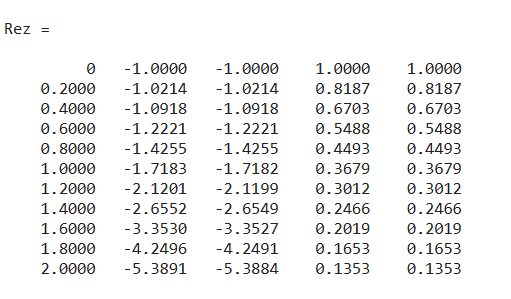 Rez =
0 -1.0000 -1.0000 1.0000 1.0000
0.2000 -1.0214 -1.0214 0.8187 0.8187
0.4000 -1.0918 -1.0918 0.6703 0.6703
0.6000 -1.2221 -1.2221 0.5488 0.5488
0.8000 -1.4255 -1.4255 0.4493 0.4493
1.0000 -1.7183 -1.7182 0.3679 0.3679
1.2000 -2.1201 -2.1199 0.3012 0.3012
1.4000 -2.6552 -2.6549 0.2466 0.2466
1.6000 -3.3530 -3.3527 0.2019 0.2019
1.8000 -4.2496 -4.2491 0.1653 0.1653
2.0000 -5.3891 -5.3884 0.1353 0.1353